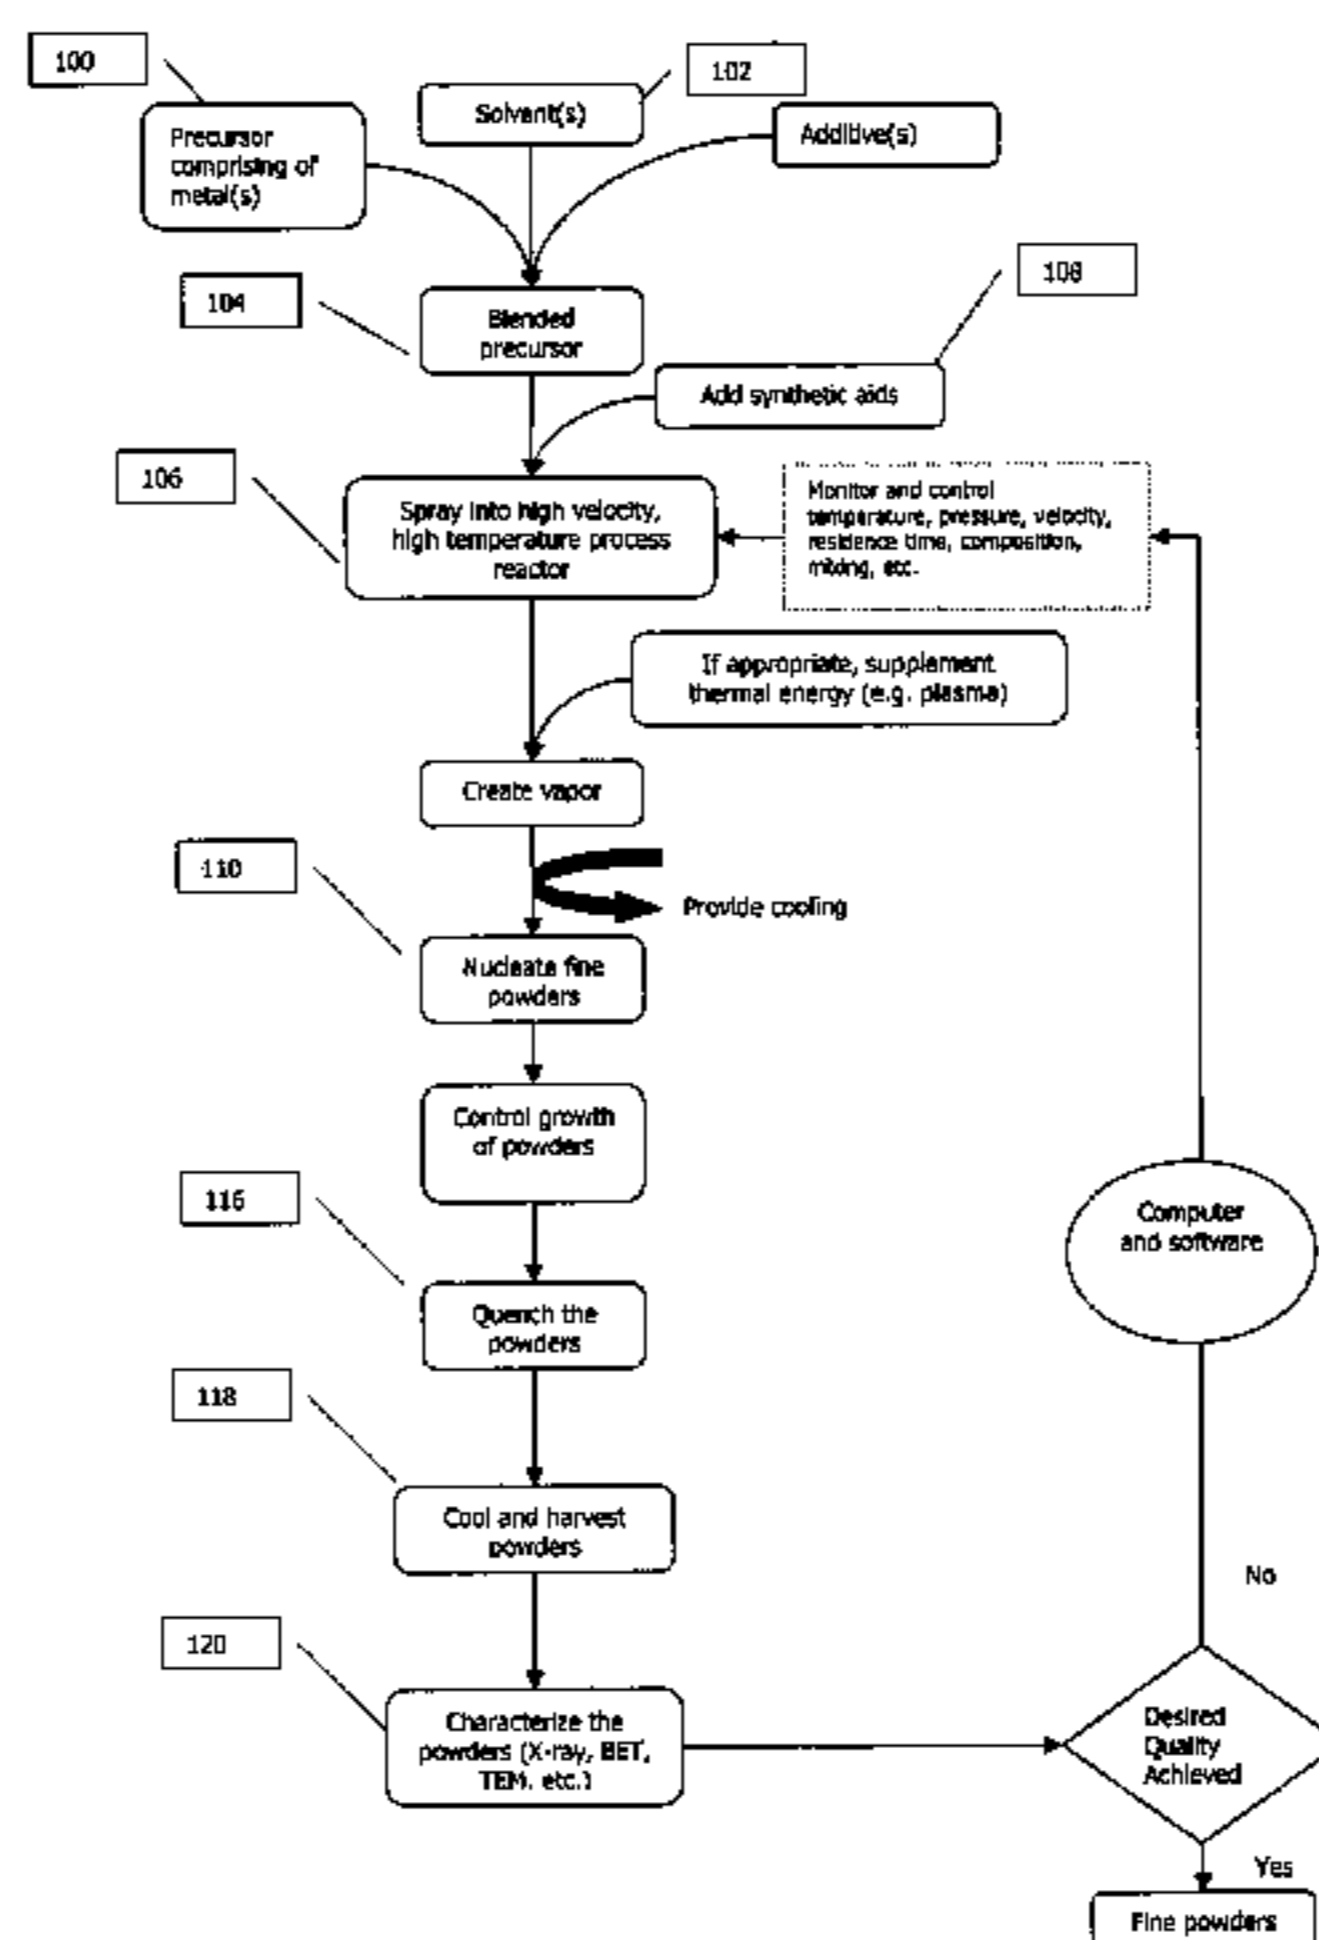 100
102
Solvent(s)
Additive(s)
Precursor
comprising of
metal(s)
108
104
Blended
precursor
Add synthetic aids
106
Spray into high velocity,
high temperature process
reactor
Monitor and control
temperature, pressure, velocity,
residence time, composition,
mixing, etc.
If appropriate, supplement
thermal energy (e.g. plasma)
Create vapor
110
Provide cooling
Nucleate fine
powders
Control growth
of powders
116
Computer
and software
Quench the
powders
118
Cool and harvest
powders
No
120
Characterize the
powders (X-ray, BET,
TEM. etc.)
Desired
Quality
Achieved
Yes
Fine powders